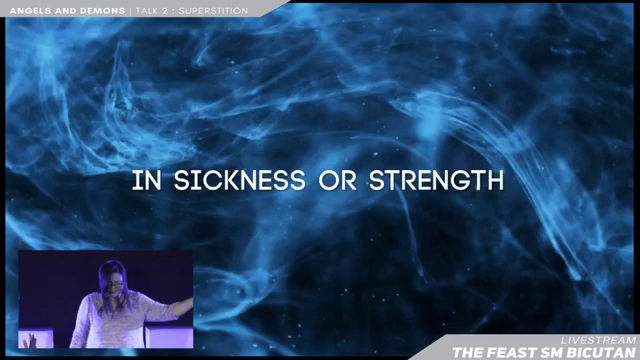 ANGELS AND DEMONS | TALK 2 : SUPERSTITION
IN SICKNESS OR STRENGTH
LIVESTREAM
THE FEAST SM BICUTAN